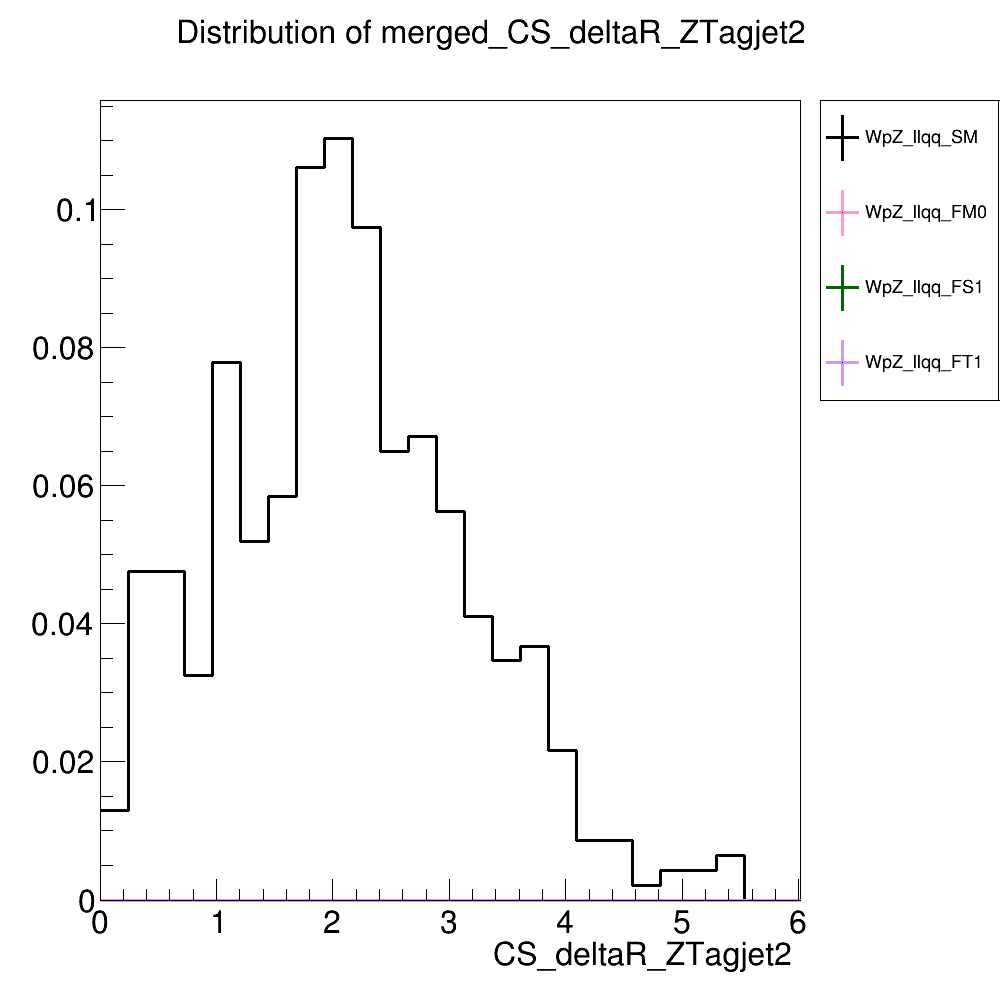 Distribution of merged_CS_deltaR_ZTagjet2
WpZ_llqq_SM
WpZ_llqq_FM0
WpZ_llqq_FS1
WpZ_llqq_FT1
0.1
0.08
0.06
0.04
0.02
0
0 1 2 3 4 5 6
CS_deltaR_ZTagjet2